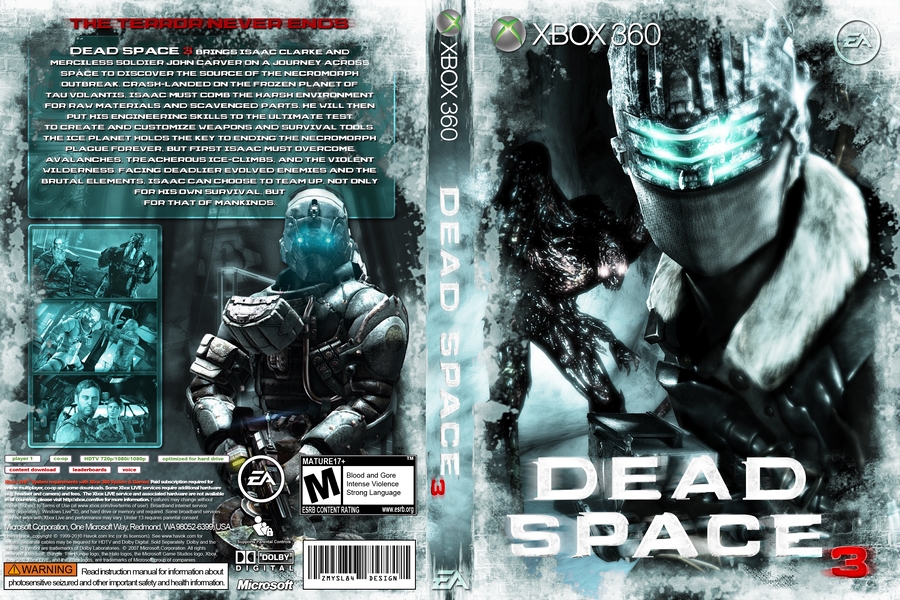 THE TERROR NEVER ENDS
DEAD SPACE 3 BRINGS ISAAC CLARKE AND
MERCILESS SOLDIER JOHN CARVER ON A JOURNEY ACROSS
SPACE TO DISCOVER THE SOURCE OF THE NECROMORPH
OUTBREAK. CRASH-LANDED ON THE FROZEN PLANET OF
TAU VOLANTIS, ISAAC MUST COMB THE HARSH ENVIRONMENT
FOR RAW MATERIALS AND SCAVENGED PARTS. HE WILL THEN
PUT HIS ENGINEERING SKILLS TO THE ULTIMATE TEST
TO CREATE AND CUSTOMIZE WEAPONS AND SURVIVAL TOOLS.
THE ICE PLANET HOLDS THE KEY TO ENDING THE NECROMORPH
PLAGUE FOREVER, BUT FIRST ISAAC MUST OVERCOME
AVALANCHES, TREACHEROUS ICE-CLIMBS, AND THE VIOLENT
WILDERNESS. FACING DEADLIER EVOLVED ENEMIES AND THE
BRUTAL ELEMENTS, ISAAC CAN CHOOSE TO TEAM UP, NOT ONLY
FOR HIS OWN SURVIVAL, BUT
FOR THAT OF MANKINDS.
player 1 co-op HDTV 720p/1080i/1080p optimized for hard drive
content download leaderboards voice
Microsoft Corporation, One Microsoft Way, Redmond, WA 98052-6399 USA
WARNING Read instruction manual for information about
photosensitive seizured and other important safety and health information.
EA
Supports Parental Controls
DOLBY
DIGITAL
Microsoft
MATURE 17+ TM
M
Blood and Gore
Intense Violence
Strong Language
ESRB CONTENT RATING www.esrb.org
ZMYSL84 DESIGN
XBOX 360
DEAD SPACE 3
EA
XBOX 360
EA
DEAD
SPACE 3